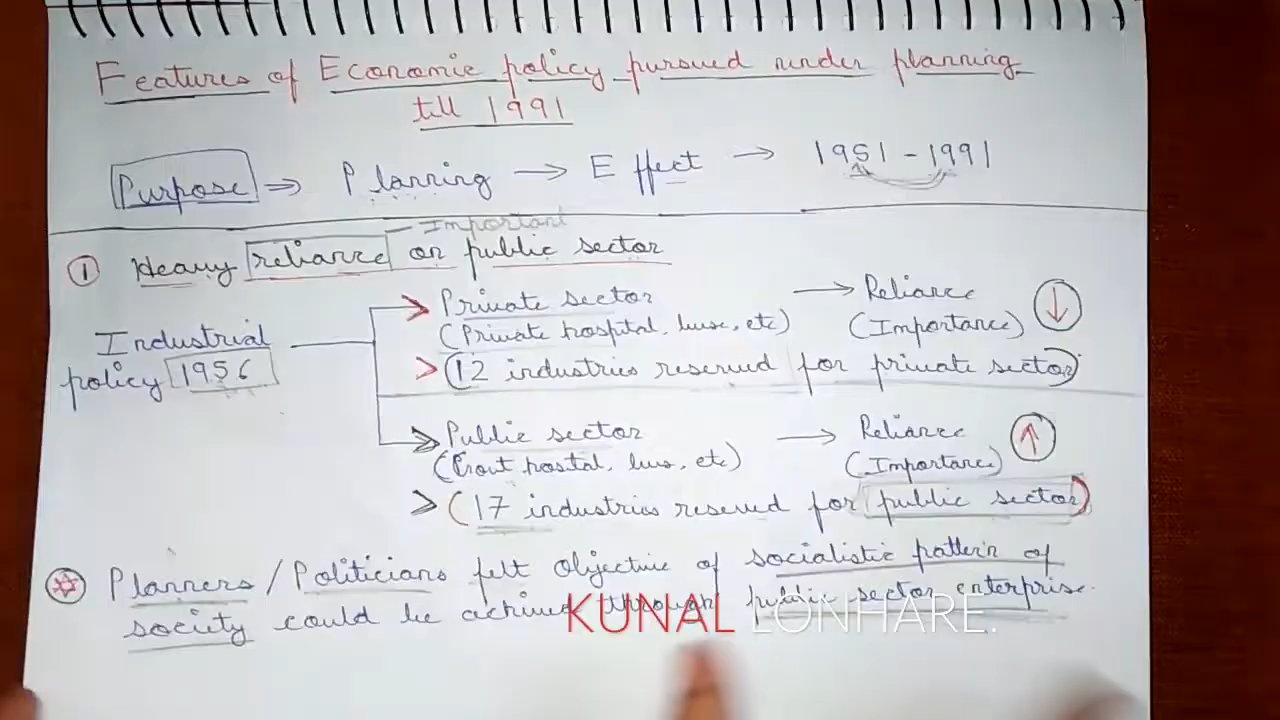 Features of Economic policy pursued under planning
till 1991
Purpose ⇒ Planning → Effect → 1951 - 1991
— Important
① Heavy reliance on public sector
Private sector → Reliance ↓
(Private hospital, buse, etc) (Importance)
Industrial
policy 1956
> (12 industries reserved for private sector)
Public sector → Reliance ↑
(Govt hospital, bus, etc) (Importance)
> (17 industries reserved for public sector)
Planners / Politicians felt objective of socialistic pattern of
society could be achived through public sector enterprise.
KUNAL LONHARE.